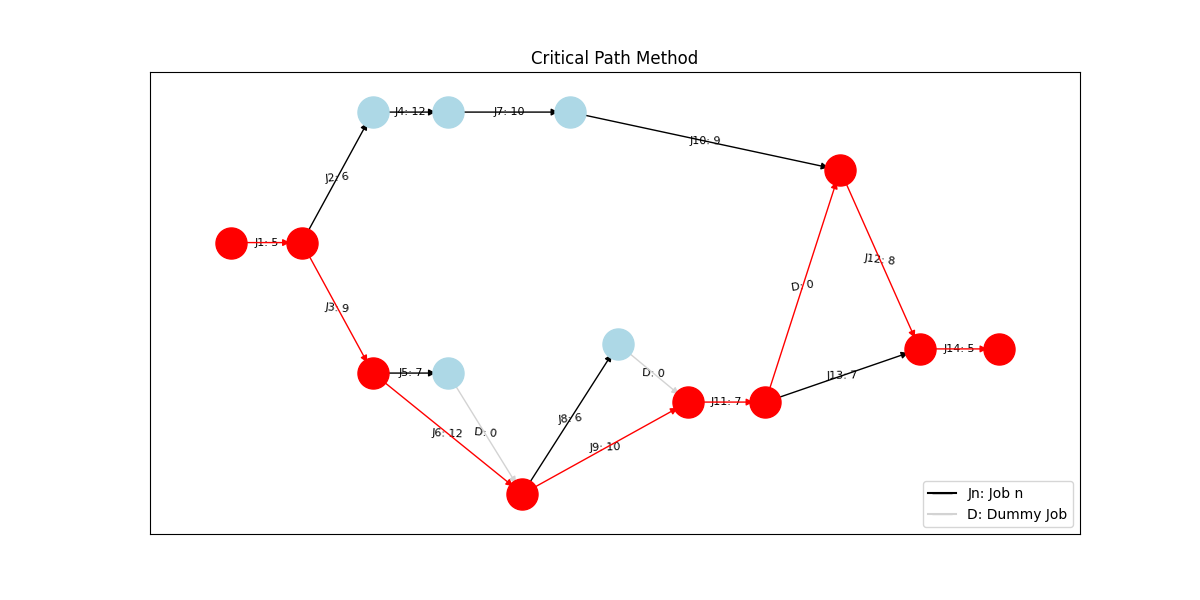 Critical Path Method
J4: 12
J7: 10
J10: 9
J2: 6
J1: 5
J12: 8
D: 0
J3: 9
J14: 5
J5: 7
D: 0
J13: 7
J11: 7
J8: 6
J6: 12
D: 0
J9: 10
Jn: Job n
D: Dummy Job